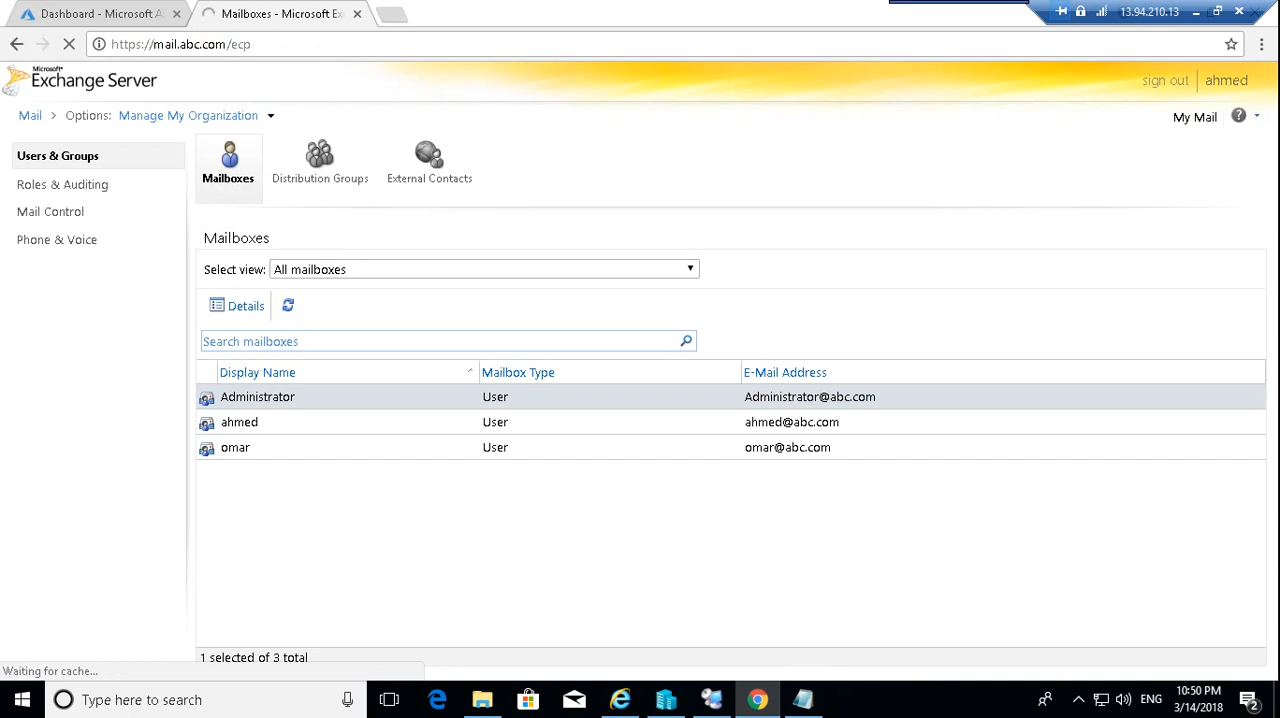 Dashboard - Microsoft A
Mailboxes - Microsoft Ex
13.94.210.13
https://mail.abc.com/ecp
Microsoft®
Exchange Server
sign out
ahmed
Mail > Options: Manage My Organization
My Mail
Users & Groups
Roles & Auditing
Mail Control
Phone & Voice
Mailboxes
Distribution Groups
External Contacts
Mailboxes
Select view: All mailboxes
Details
Search mailboxes
Display Name Mailbox Type E-Mail Address
Administrator User Administrator@abc.com
ahmed User ahmed@abc.com
omar User omar@abc.com
1 selected of 3 total
Waiting for cache...
Type here to search
ENG
10:50 PM
3/14/2018
2